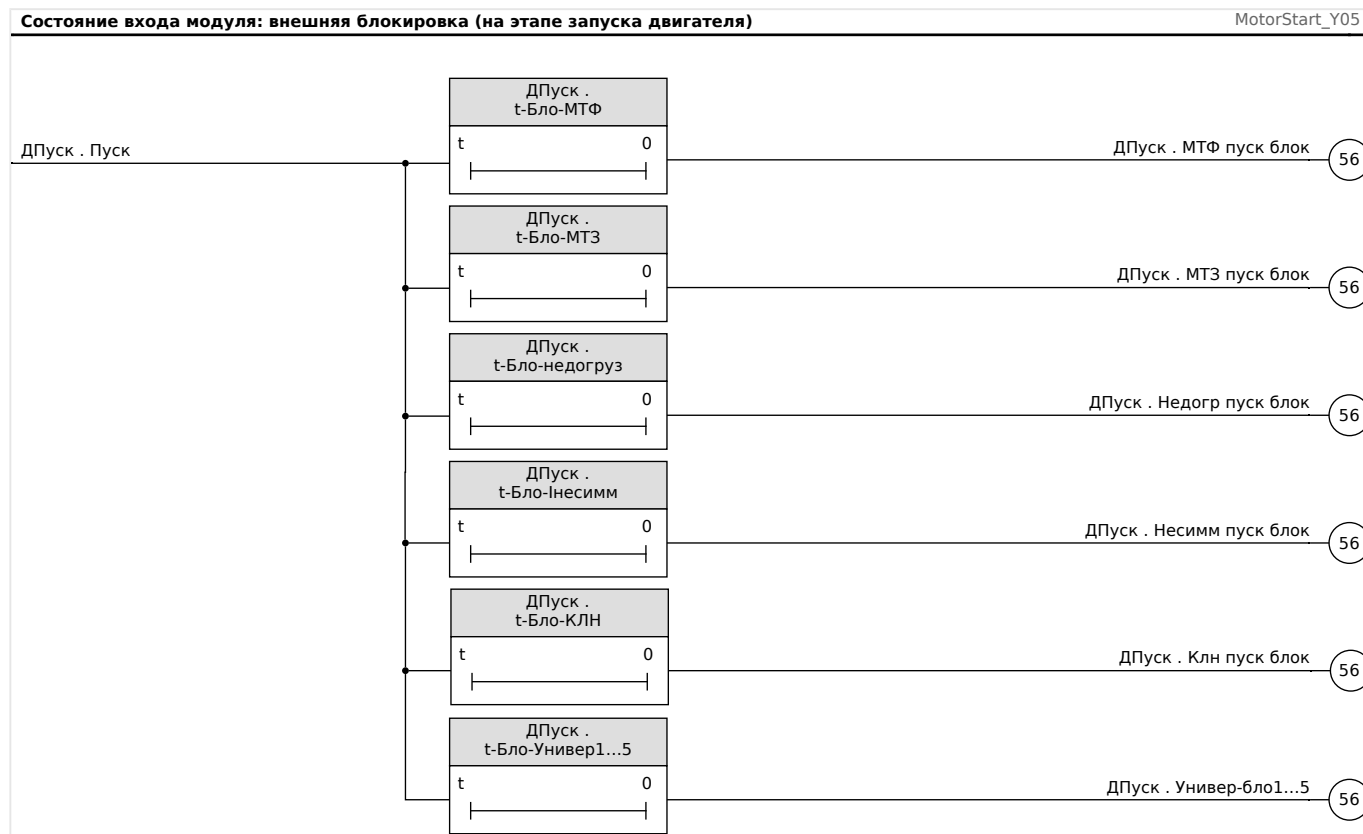 Состояние входа модуля: внешняя блокировка (на этапе запуска двигателя)
MotorStart_Y05
ДПуск . Пуск
ДПуск .
t-Бло-МТФ
t 0
ДПуск . МТФ пуск блок
56
ДПуск .
t-Бло-МТЗ
t 0
ДПуск . МТЗ пуск блок
56
ДПуск .
t-Бло-недогруз
t 0
ДПуск . Недогр пуск блок
56
ДПуск .
t-Бло-Iнесимм
t 0
ДПуск . Несимм пуск блок
56
ДПуск .
t-Бло-КЛН
t 0
ДПуск . Клн пуск блок
56
ДПуск .
t-Бло-Универ1...5
t 0
ДПуск . Универ-бло1...5
56